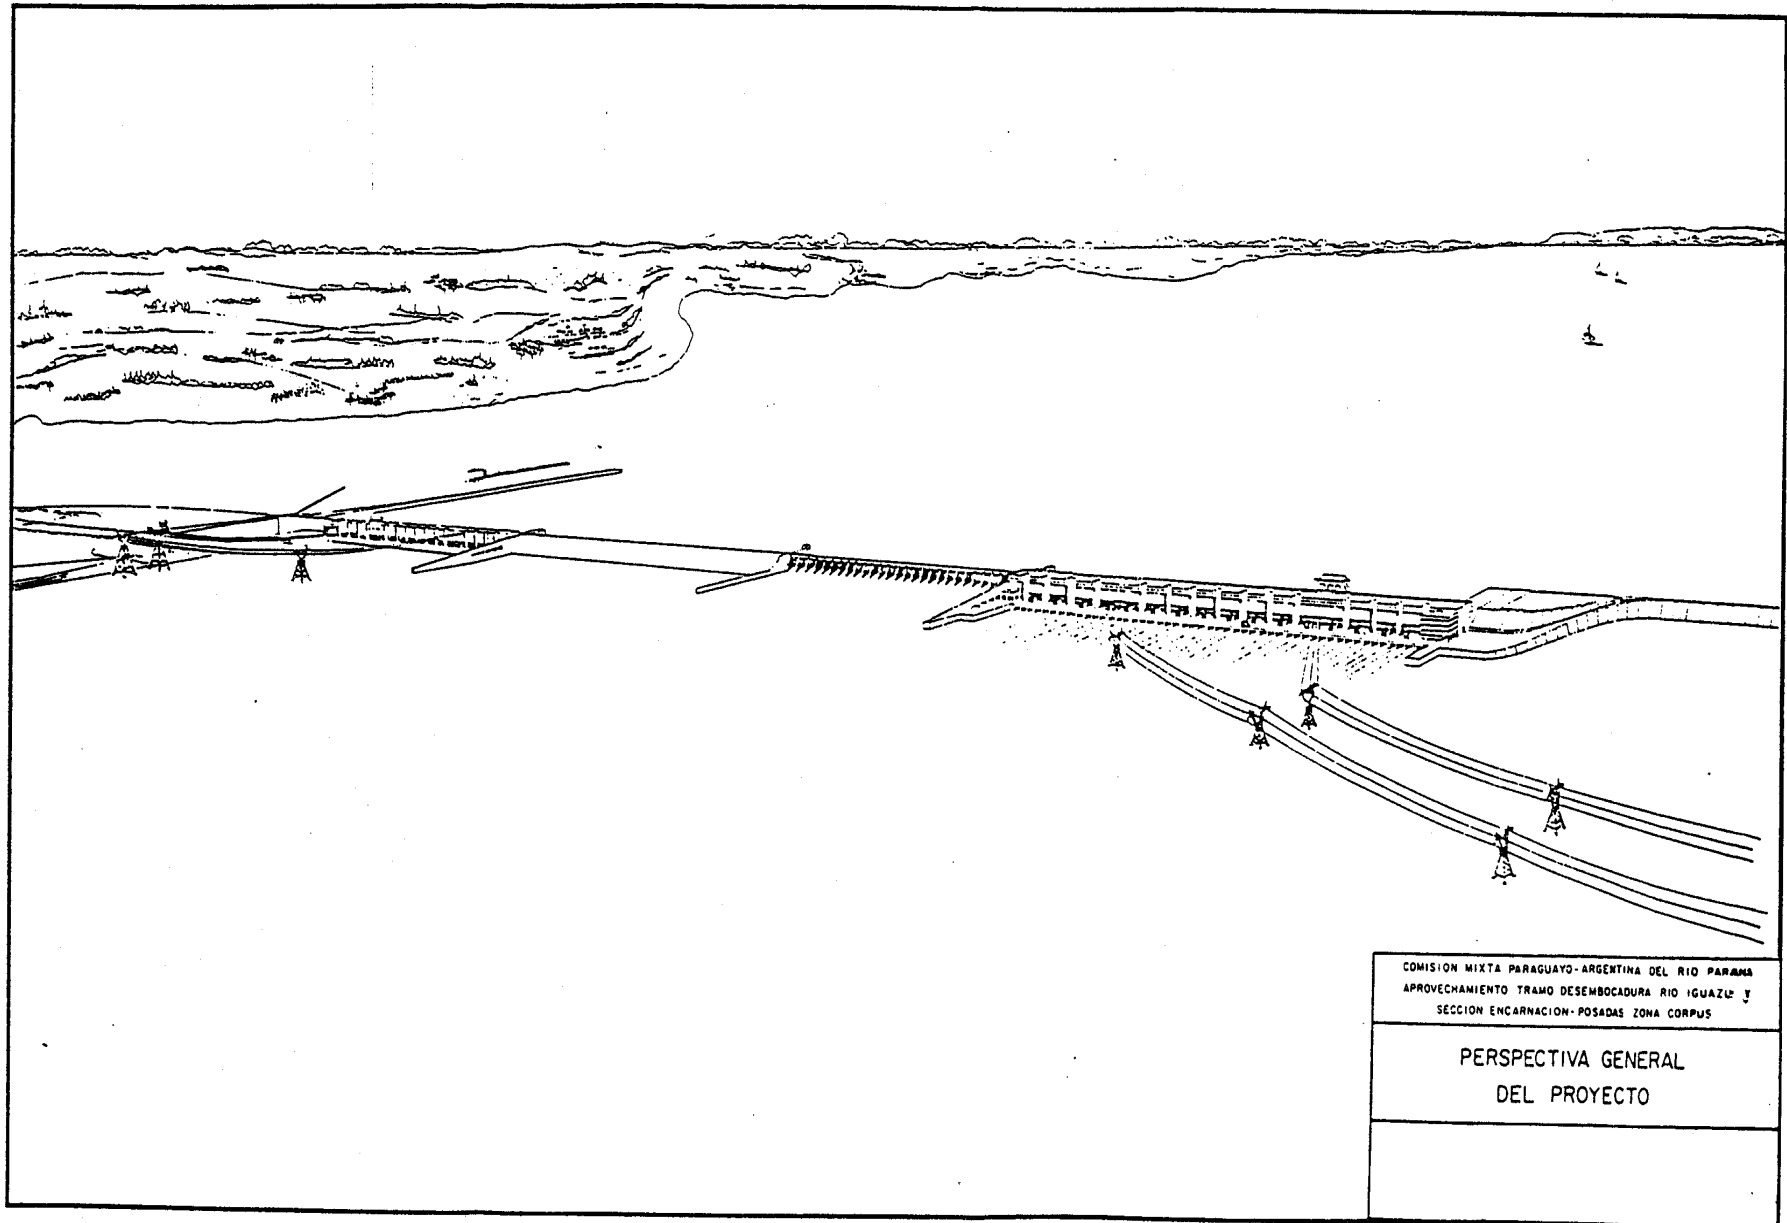 COMISION MIXTA PARAGUAYO-ARGENTINA DEL RIO PARANA
APROVECHAMIENTO TRAMO DESEMBOCADURA RIO IGUAZU Y
SECCION ENCARNACION-POSADAS ZONA CORPUS
PERSPECTIVA GENERAL
DEL PROYECTO